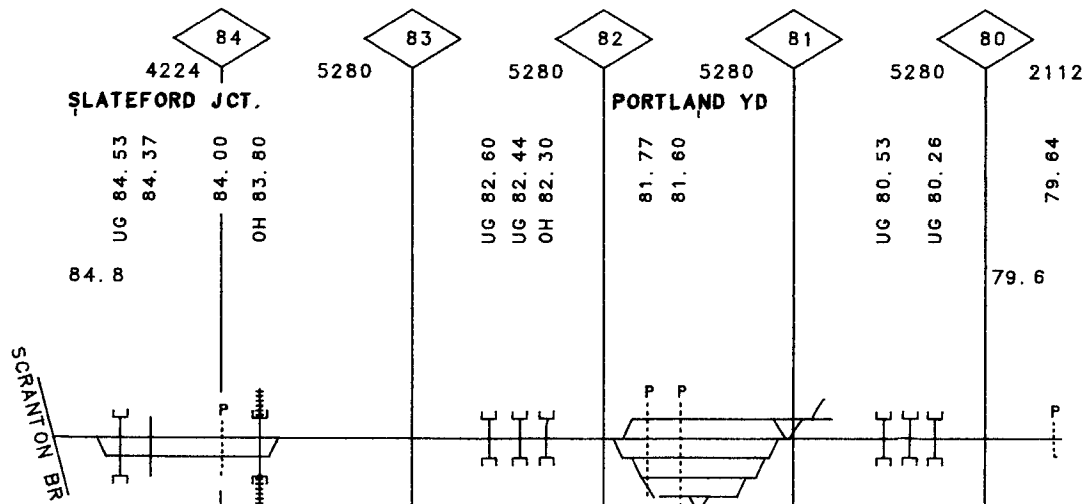 84 83 82 81 80
4224 5280 5280 5280 5280 2112
SLATEFORD JCT. PORTLAND YD
UG 84.53
84.37
84.00
OH 83.80
UG 82.60
UG 82.44
OH 82.30
81.77
81.60
UG 80.53
UG 80.26
79.64
84.8 79.6
SCRANTON BR
P P P P